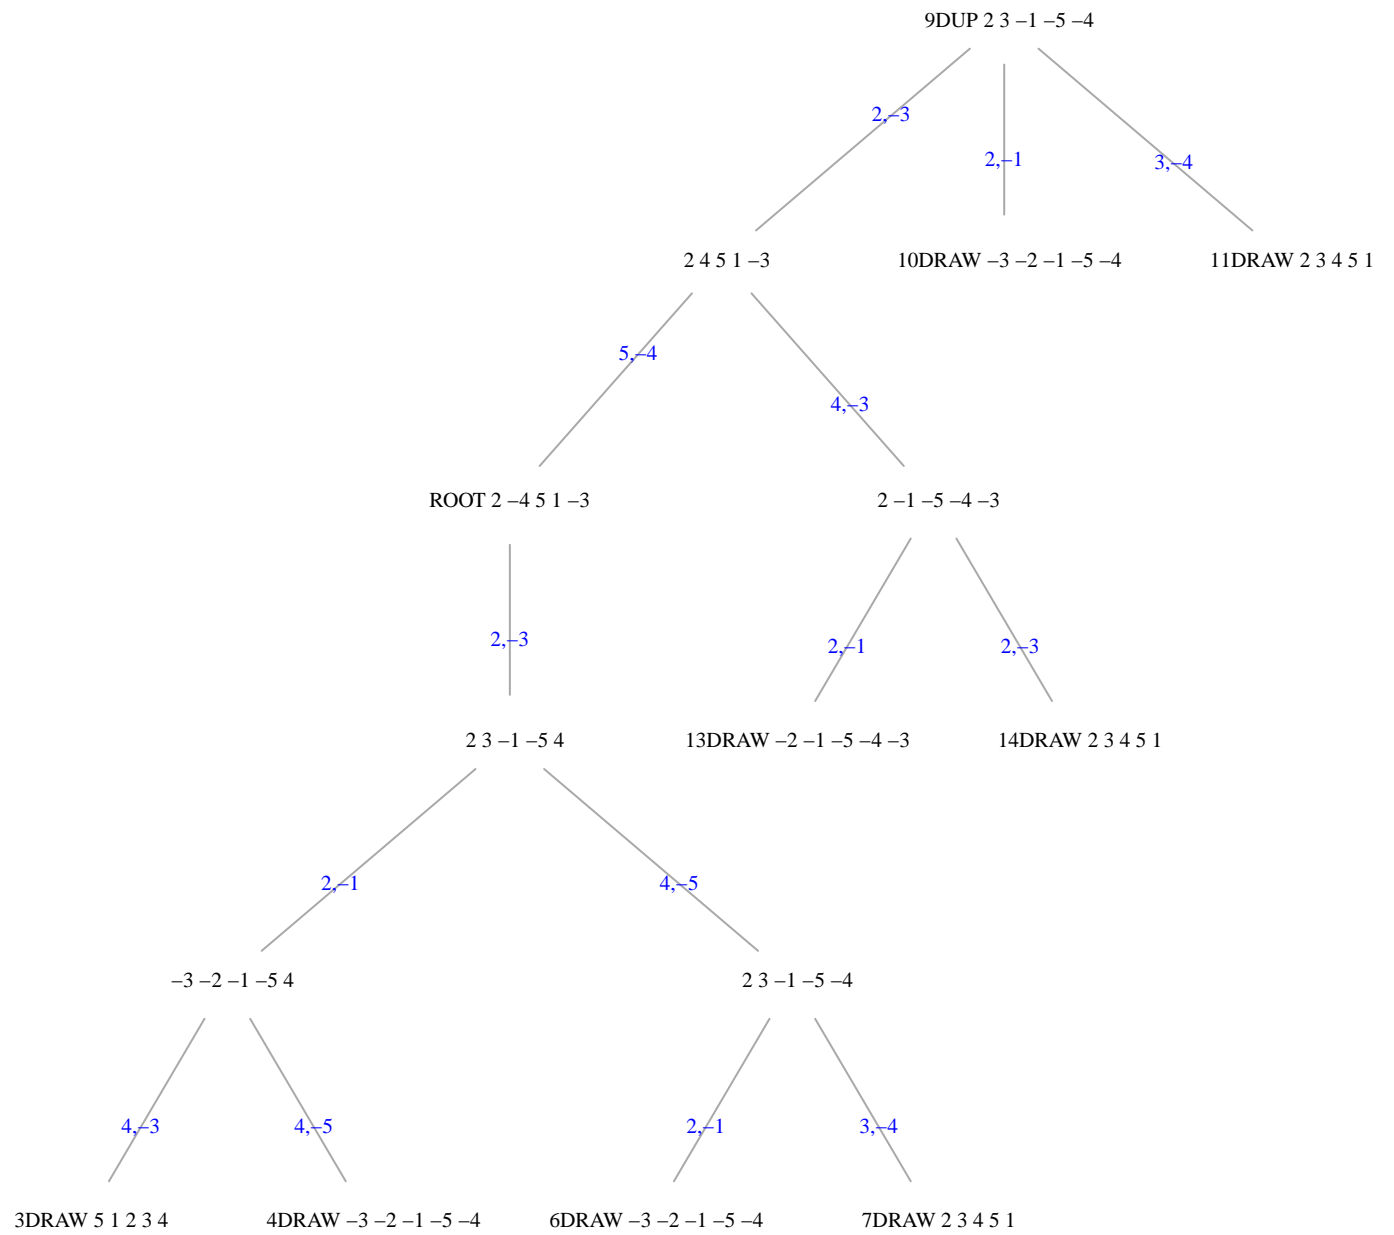 9DUP 2 3 –1 –5 –4
2,–3
2,–1
3,–4
2 4 5 1 –3
10DRAW –3 –2 –1 –5 –4
11DRAW 2 3 4 5 1
5,–4
4,–3
ROOT 2 –4 5 1 –3
2 –1 –5 –4 –3
2,–3
2,–1
2,–3
2 3 –1 –5 4
13DRAW –2 –1 –5 –4 –3
14DRAW 2 3 4 5 1
2,–1
4,–5
–3 –2 –1 –5 4
2 3 –1 –5 –4
4,–3
4,–5
2,–1
3,–4
3DRAW 5 1 2 3 4
4DRAW –3 –2 –1 –5 –4
6DRAW –3 –2 –1 –5 –4
7DRAW 2 3 4 5 1